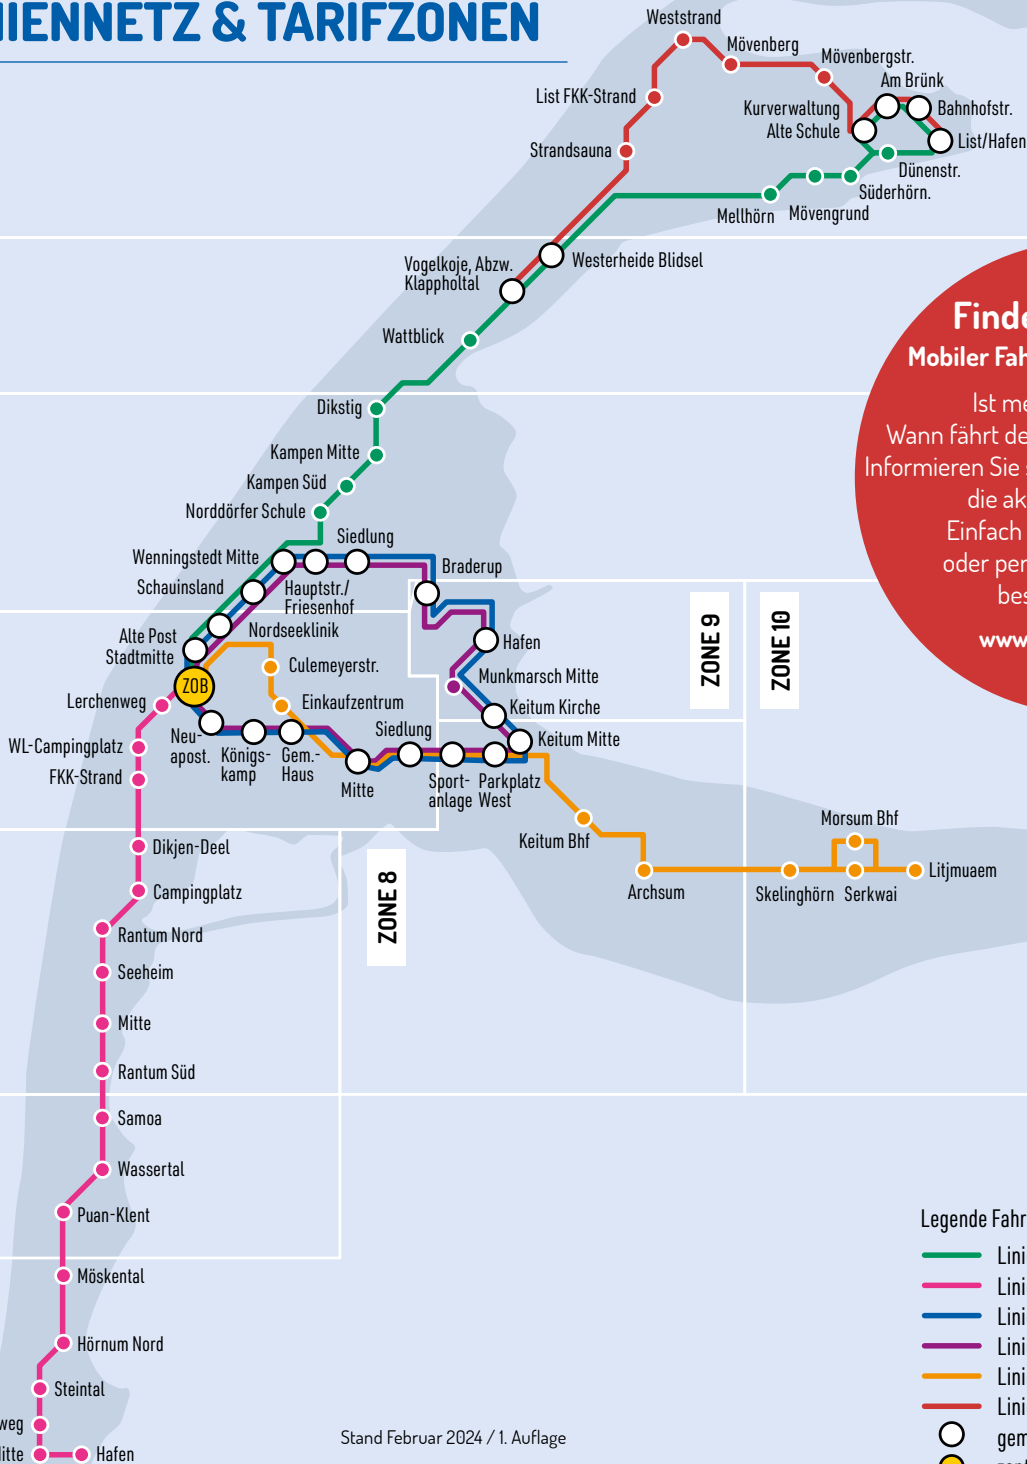 IENNETZ & TARIFZONEN
Weststrand
Mövenberg
Mövenbergstr.
Am Brünk
List FKK-Strand
Kurverwaltung
Bahnhofstr.
Alte Schule
List/Hafen
Strandsauna
Dünenstr.
Süderhörn.
Mellhörn
Mövengrund
Vogelkoje, Abzw.
Klappholtal
Westerheide Blidsel
Wattblick
Dikstig
Kampen Mitte
Kampen Süd
Norddörfer Schule
Siedlung
Wenningstedt Mitte
Braderup
Schauinsland
Hauptstr./
Friesenhof
Alte Post
Stadtmitte
Nordseeklinik
Hafen
ZOB
Culemeyerstr.
Munkmarsch Mitte
Lerchenweg
Einkaufzentrum
Keitum Kirche
WL-Campingplatz
Neu-
apost.
Königs-
kamp
Gem.-
Haus
Siedlung
Keitum Mitte
FKK-Strand
Mitte
Sport-
anlage
Parkplatz
West
Keitum Bhf
Morsum Bhf
Dikjen-Deel
Archsum
Skelinghörn
Serkwai
Litjmuaem
Campingplatz
Rantum Nord
Seeheim
Mitte
Rantum Süd
Samoa
Wassertal
Puan-Klent
Möskental
Hörnum Nord
Steintal
weg
Hafen
ZONE 8
ZONE 9
ZONE 10
Finde
Mobiler Fah
Ist me
Wann fährt de
Informieren Sie s
die ak
Einfach
oder per
bes
www.
Legende Fahr
Lini
Lini
Lini
Lini
Lini
Lini
gem
Stand Februar 2024 / 1. Auflage